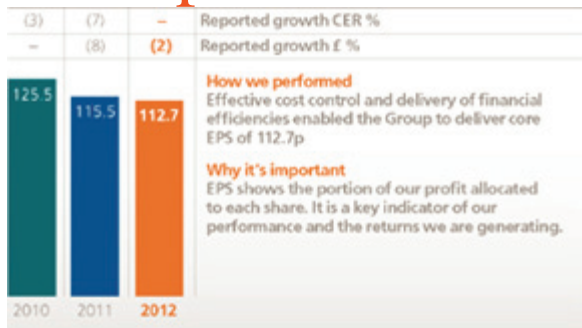 (3) (7) – Reported growth CER %
– (8) (2) Reported growth £ %
How we performed
125.5 Effective cost control and delivery of financial
115.5 112.7 efficiencies enabled the Group to deliver core
EPS of 112.7p
Why it's important
EPS shows the portion of our profit allocated
to each share. It is a key indicator of our
performance and the returns we are generating.
2010 2011 2012